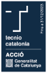 tecnio
catalonia
ACCIÓ
Generalitat
de Catalunya